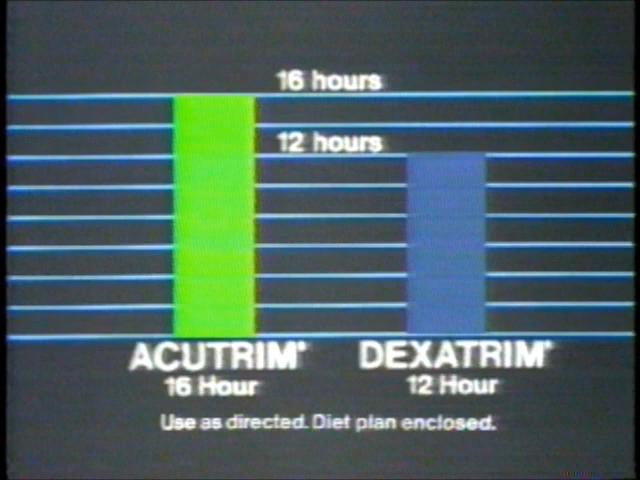 16 hours
12 hours
ACUTRIM®
16 Hour
DEXATRIM®
12 Hour
Use as directed. Diet plan enclosed.